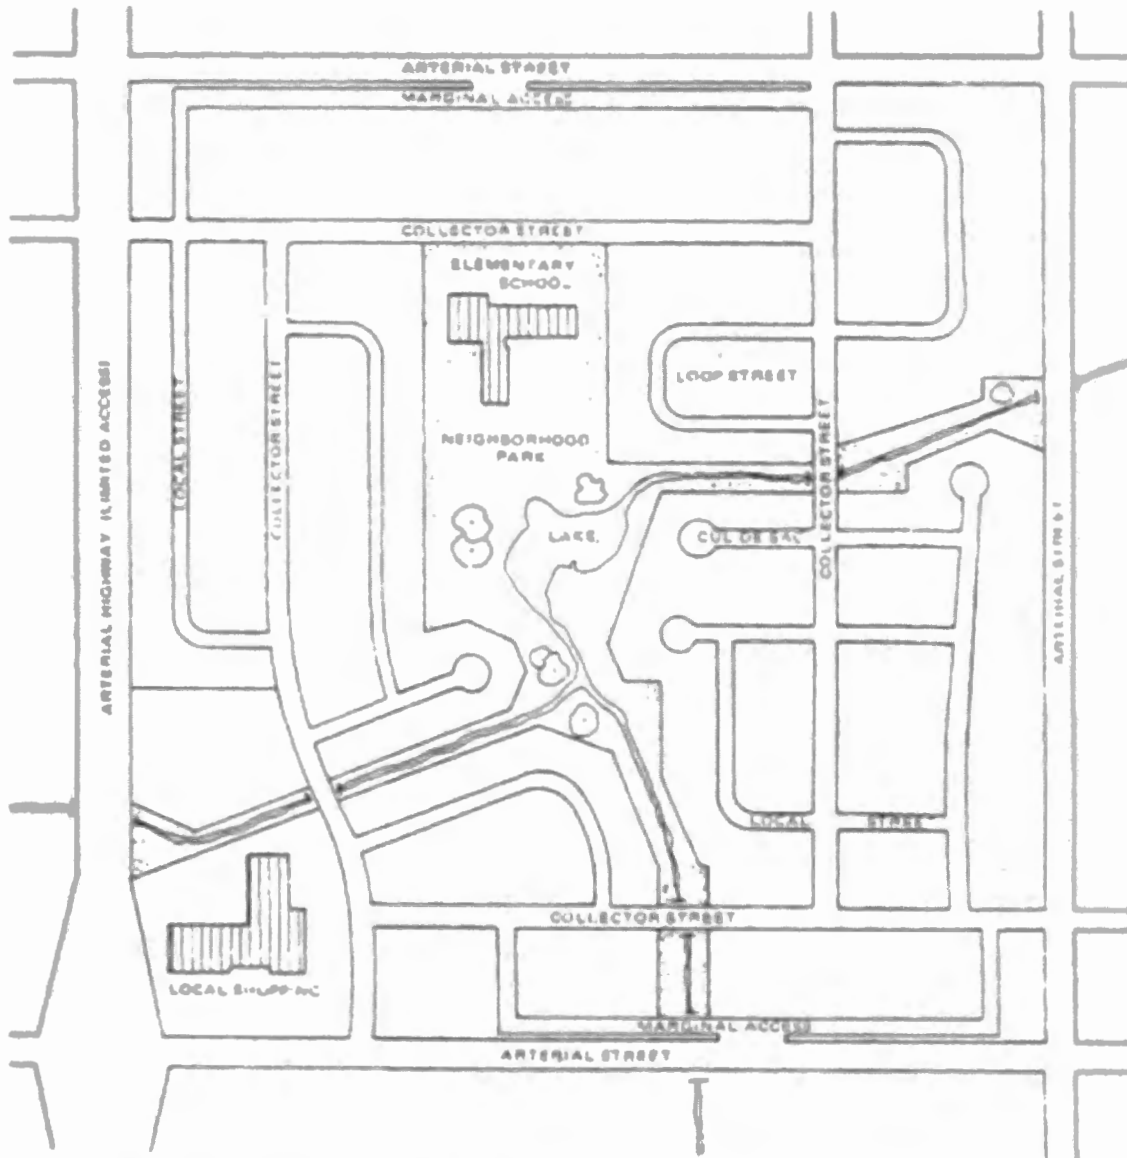 ARTERIAL STREET
MARGINAL ACCESS
COLLECTOR STREET
ELEMENTARY
SCHOOL
LOOP STREET
ARTERIAL HIGHWAY (LIMITED ACCESS)
LOCAL STREET
COLLECTOR STREET
NEIGHBORHOOD
PARK
COLLECTOR STREET
LAKE
CUL DE SAC
ARTERIAL STREET
LOCAL STREET
COLLECTOR STREET
LOCAL SHOPPING
MARGINAL ACCESS
ARTERIAL STREET